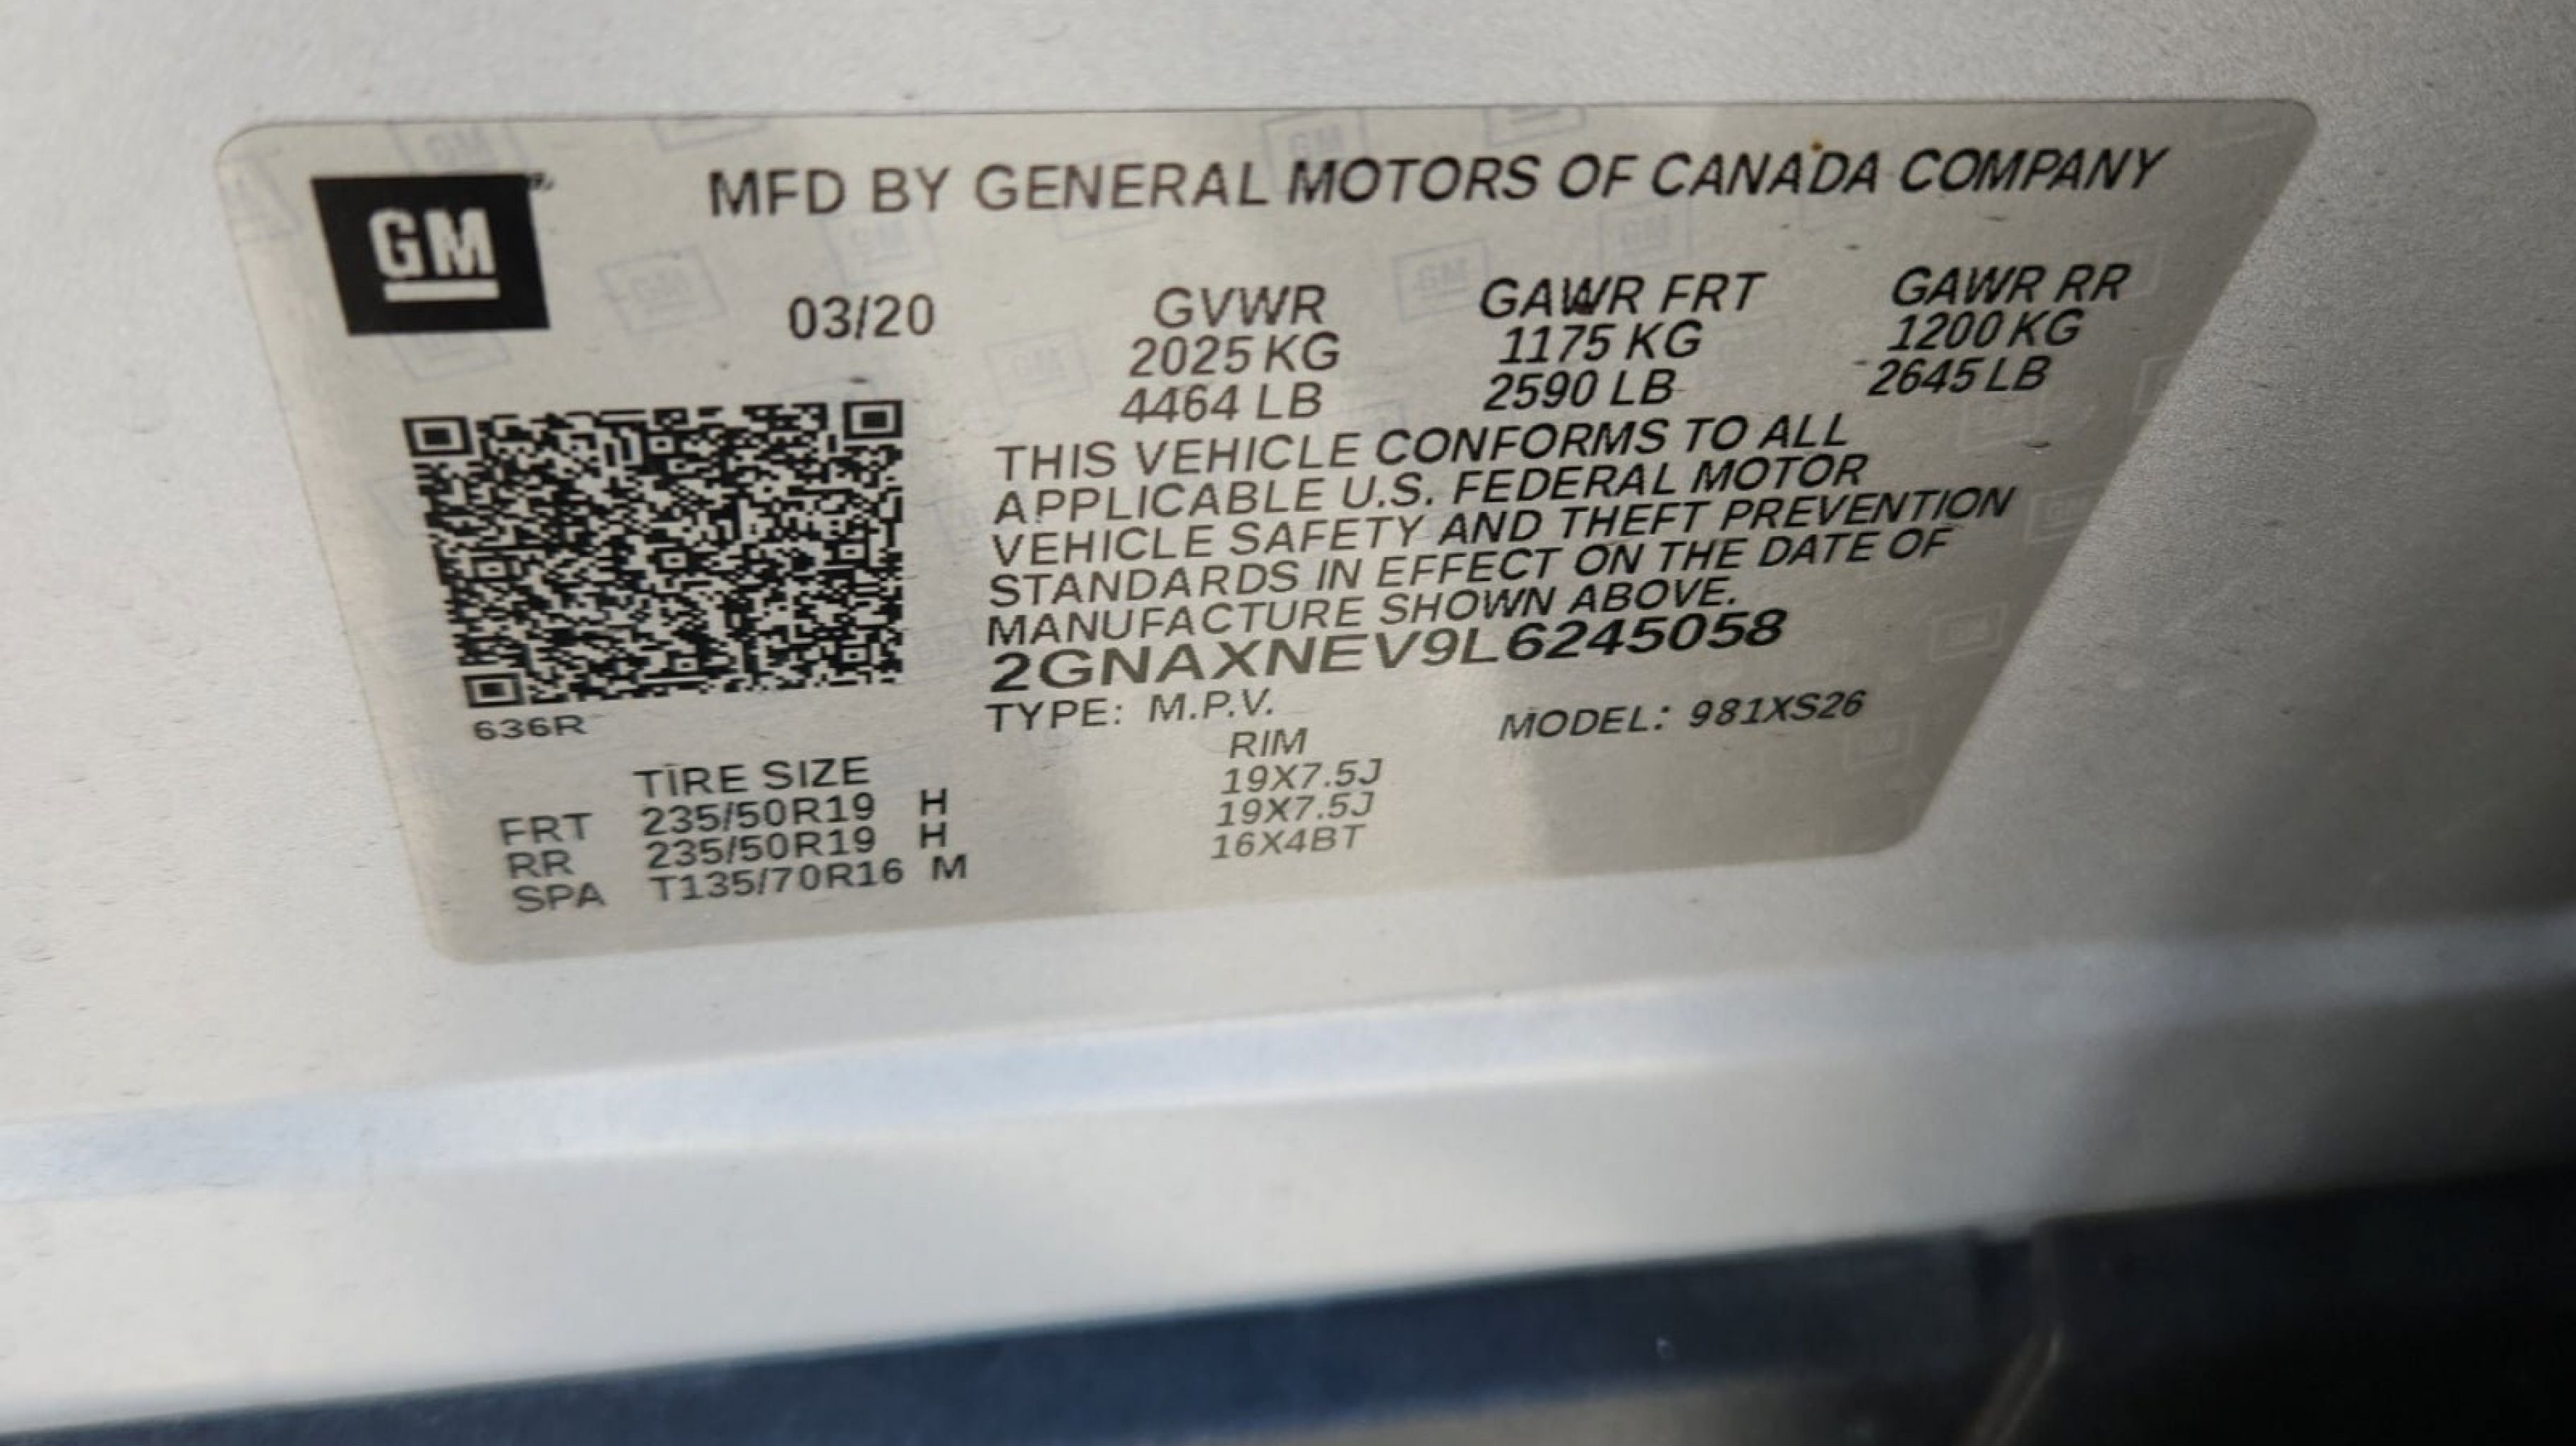 GM
MFD BY GENERAL MOTORS OF CANADA COMPANY
03/20 GVWR GAWR FRT GAWR RR
2025 KG 1175 KG 1200 KG
4464 LB 2590 LB 2645 LB
THIS VEHICLE CONFORMS TO ALL
APPLICABLE U.S. FEDERAL MOTOR
VEHICLE SAFETY AND THEFT PREVENTION
STANDARDS IN EFFECT ON THE DATE OF
MANUFACTURE SHOWN ABOVE.
2GNAXNEV9L6245058
TYPE: M.P.V. MODEL: 981XS26
636R
TIRE SIZE RIM
FRT 235/50R19 H 19X7.5J
RR 235/50R19 H 19X7.5J
SPA T135/70R16 M 16X4BT